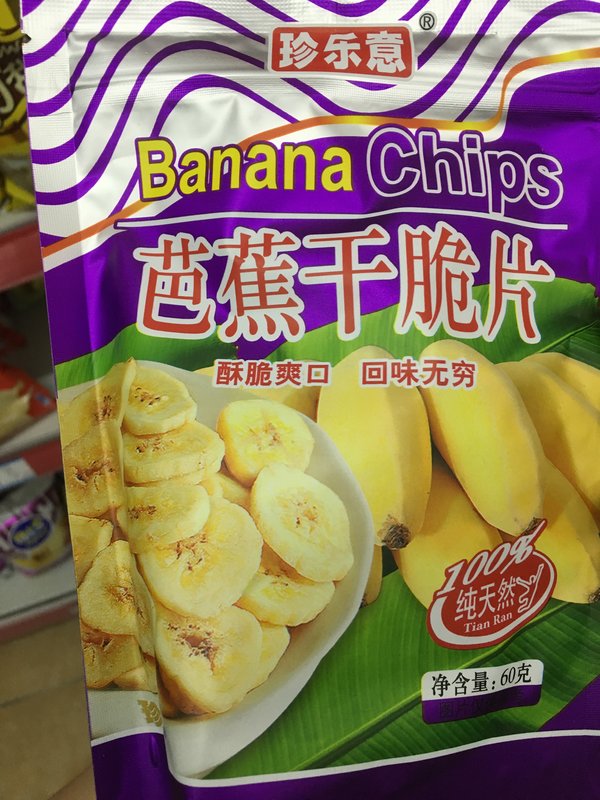 珍乐意®
Banana Chips
芭蕉干脆片
酥脆爽口 回味无穷
100%
纯天然
Tian Ran
净含量:60克